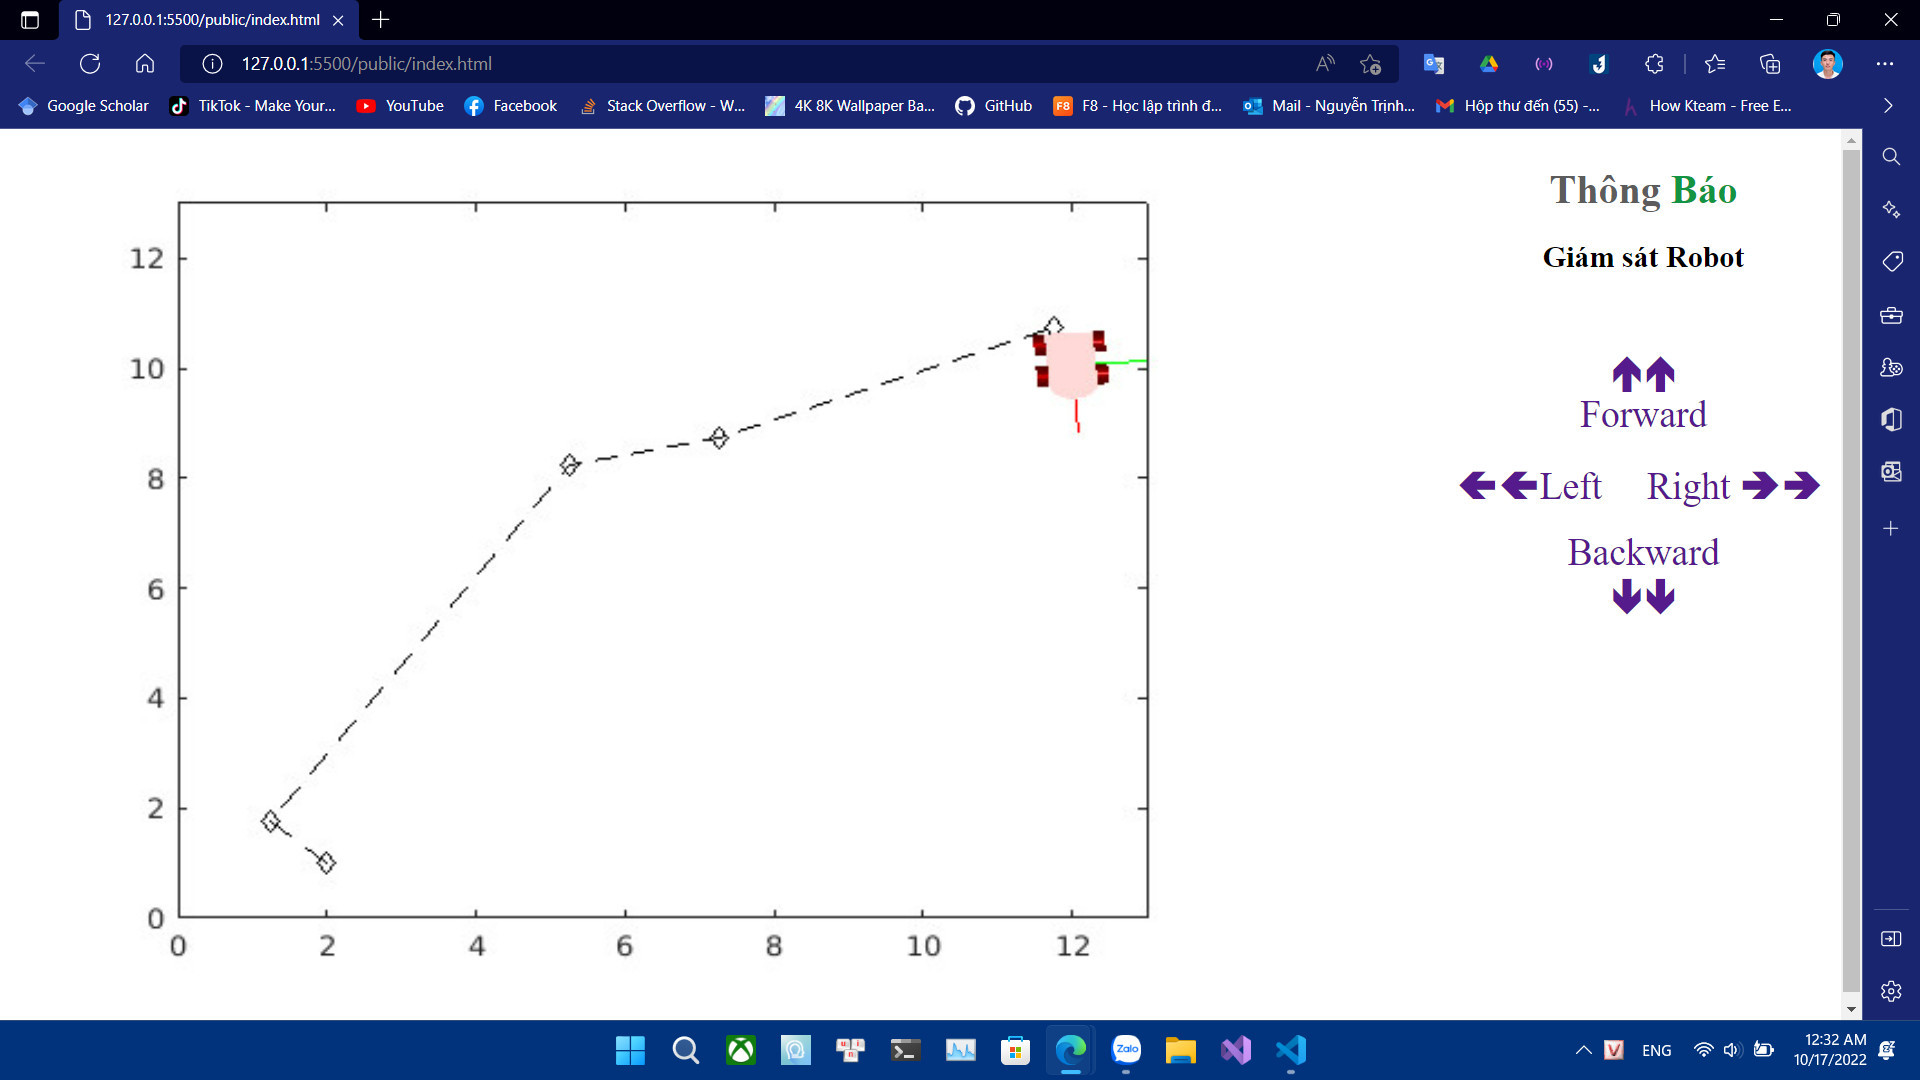 127.0.0.1:5500/public/index.html
127.0.0.1:5500/public/index.html
Google Scholar TikTok - Make Your... YouTube Facebook Stack Overflow - W... 4K 8K Wallpaper Ba... GitHub F8 F8 - Học lập trình đ... Mail - Nguyễn Trịnh... Hộp thư đến (55) -... How Kteam - Free E...
Thông Báo
Giám sát Robot
Forward
Left Right
Backward
12
10
8
6
4
2
0
0 2 4 6 8 10 12
Zalo
ENG
12:32 AM
10/17/2022